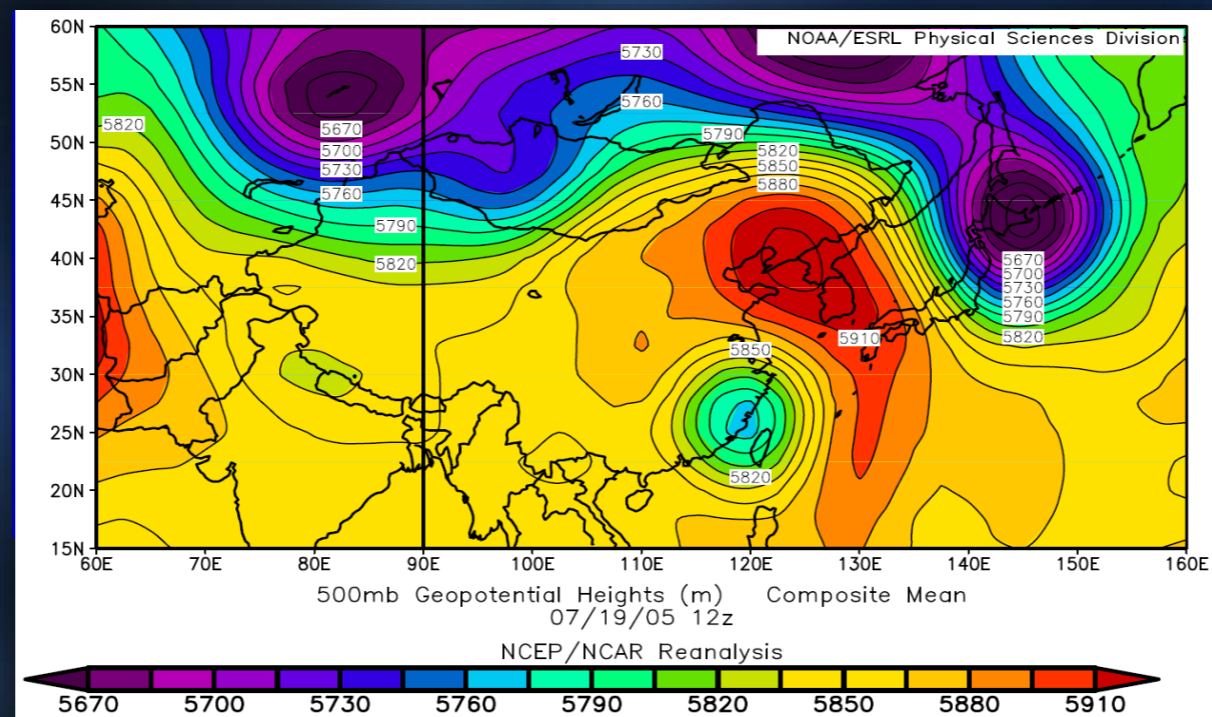 60N
NOAA/ESRL Physical Sciences Division
5730
55N
5760
5820
5670
5790
50N
5700
5820
5730
5850
5760
5880
45N
5790
5670
40N
5820
5700
5730
5760
35N
5790
5910
5820
5850
30N
25N
5820
20N
15N
60E 70E 80E 90E 100E 110E 120E 130E 140E 150E 160E
500mb Geopotential Heights (m) Composite Mean
07/19/05 12z
NCEP/NCAR Reanalysis
5670 5700 5730 5760 5790 5820 5850 5880 5910